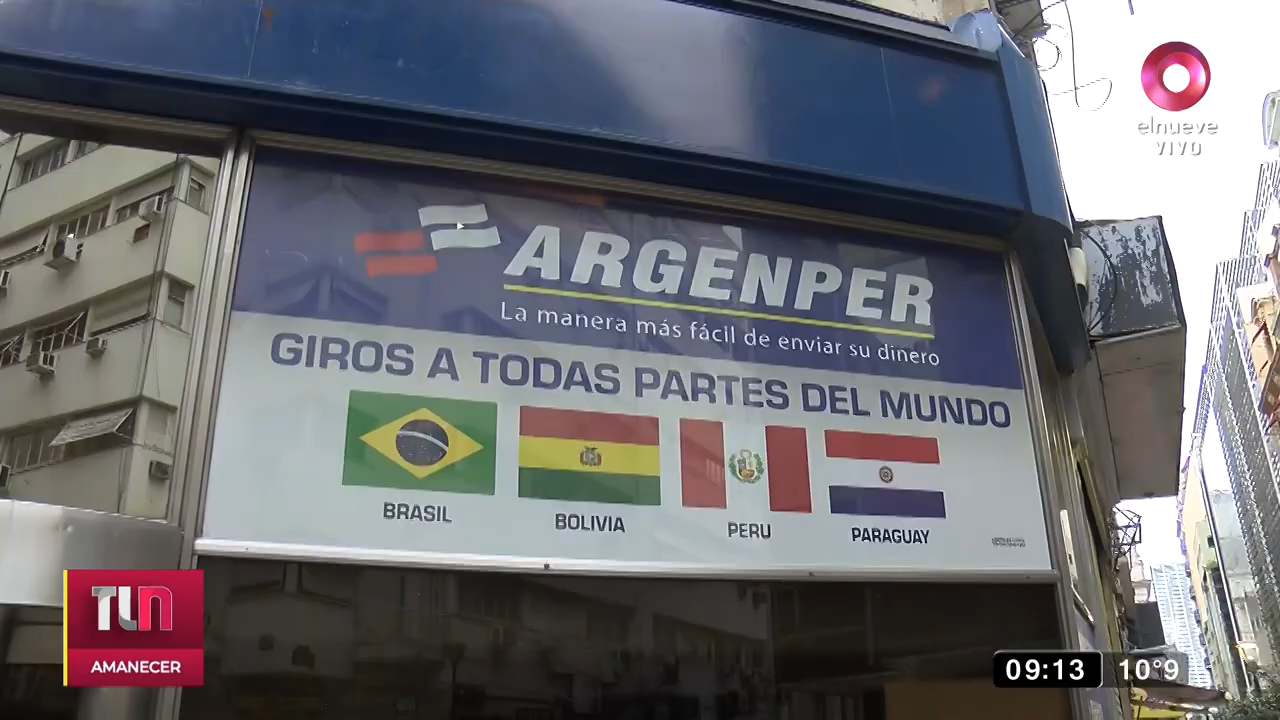 elnueve
VIVO
ARGENPER
La manera más fácil de enviar su dinero
GIROS A TODAS PARTES DEL MUNDO
BRASIL
BOLIVIA
PERU
PARAGUAY
TLN
AMANECER
09:13
10°9